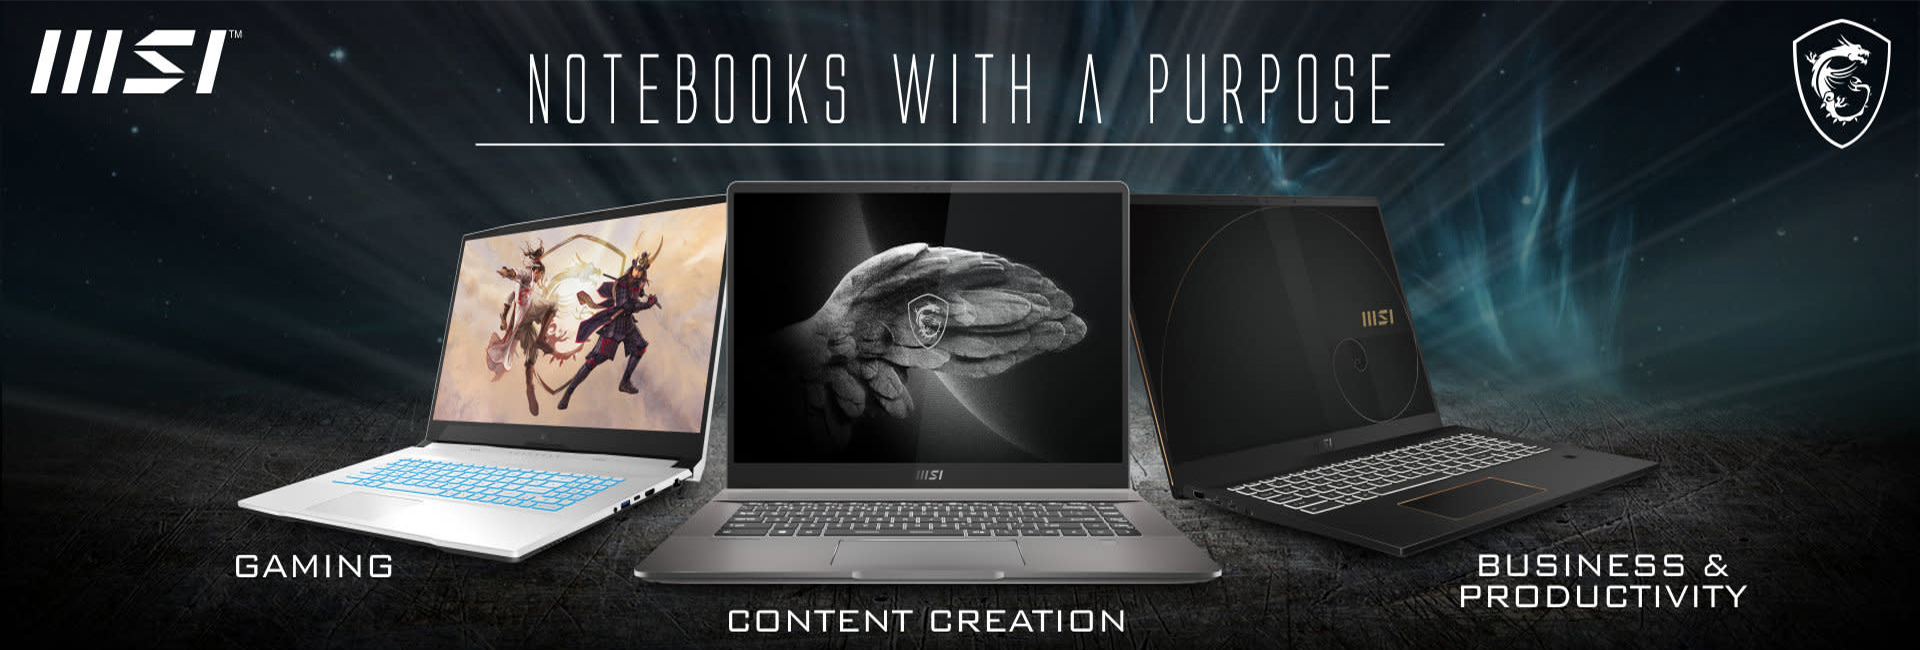 msi™
NOTEBOOKS WITH A PURPOSE
msi
msi
GAMING
CONTENT CREATION
BUSINESS &
PRODUCTIVITY